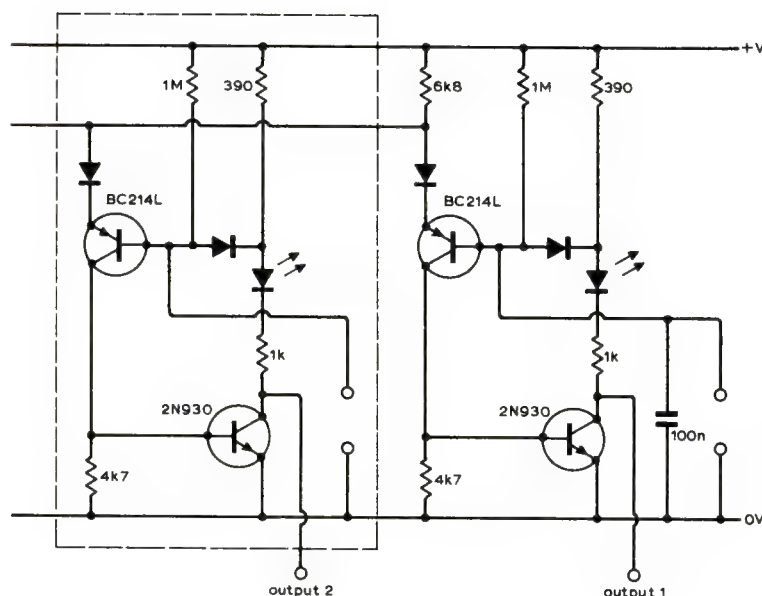 +V
1M
390
6k8
1M
390
BC214L
BC214L
1k
1k
2N930
2N930
100n
4k7
4k7
0V
output 2
output 1